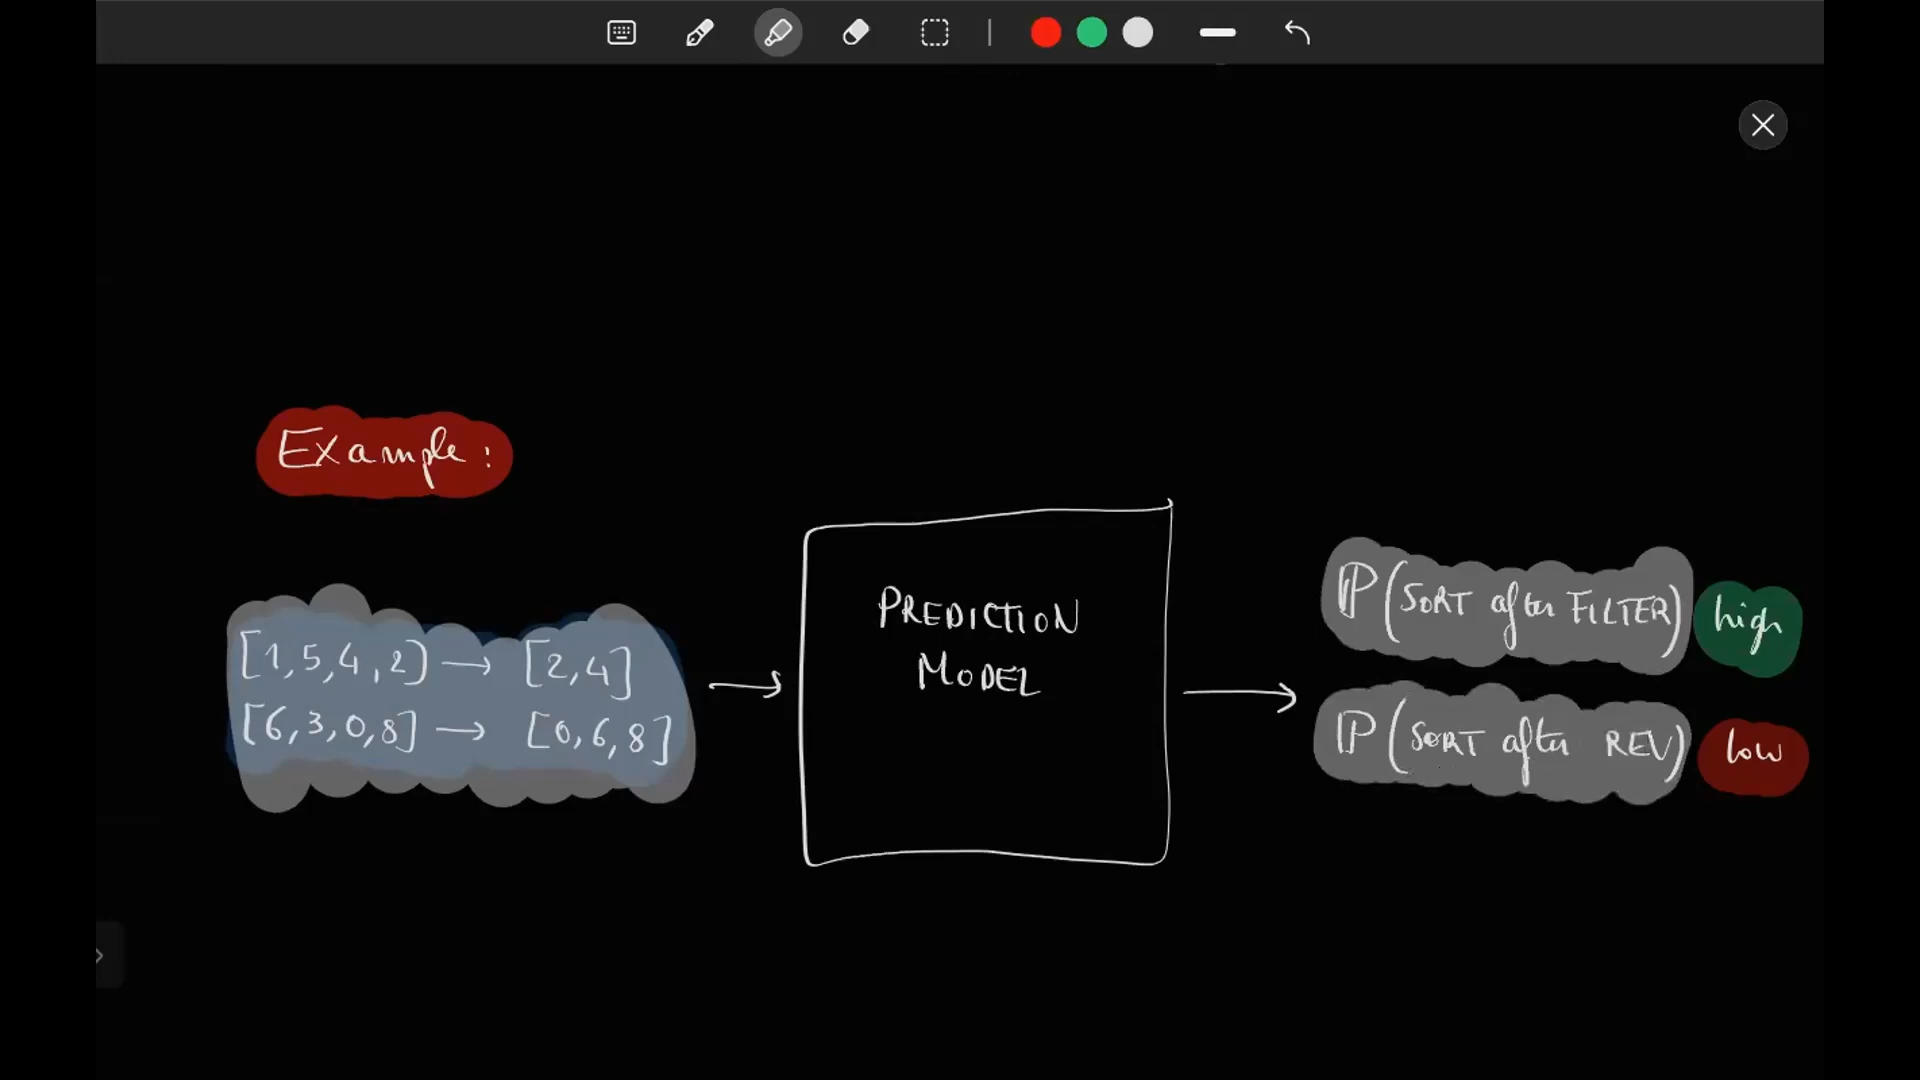 Example:
[1,5,4,2] → [2,4]
[6,3,0,8] → [0,6,8]
PREDICTION
MODEL
ℙ(SORT after FILTER) high
ℙ(SORT after REV) low